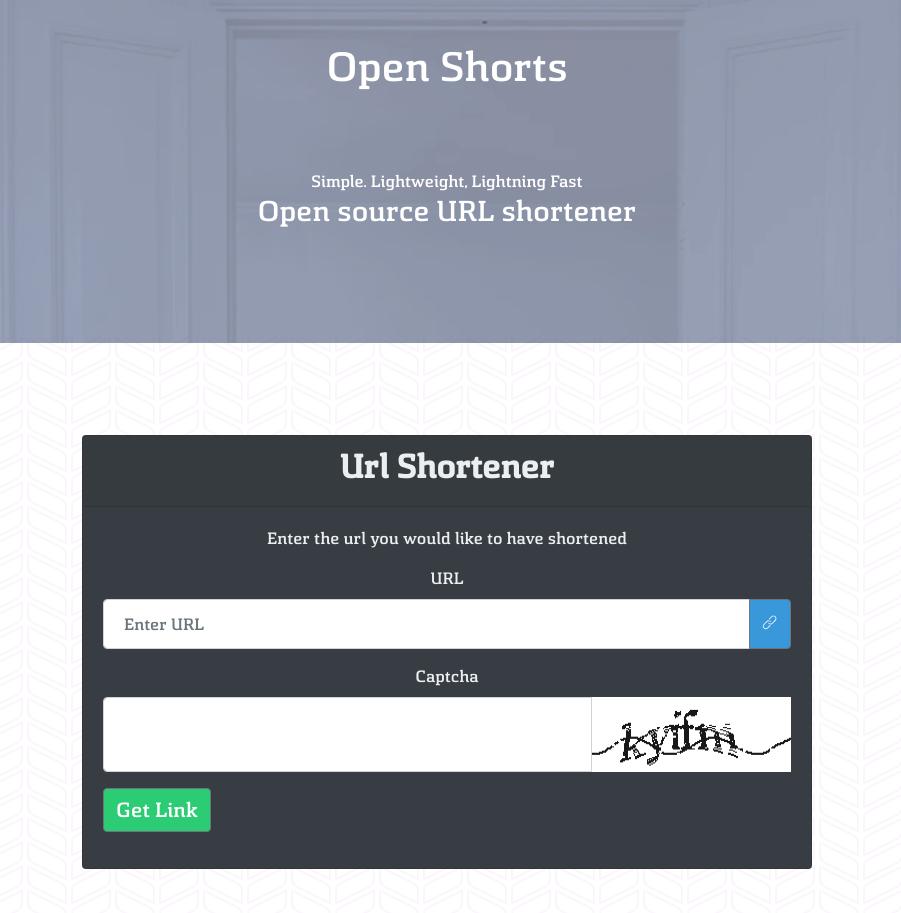 Open Shorts
Simple. Lightweight, Lightning Fast
Open source URL shortener
Url Shortener
Enter the url you would like to have shortened
URL
Enter URL
Captcha
kyifm
Get Link